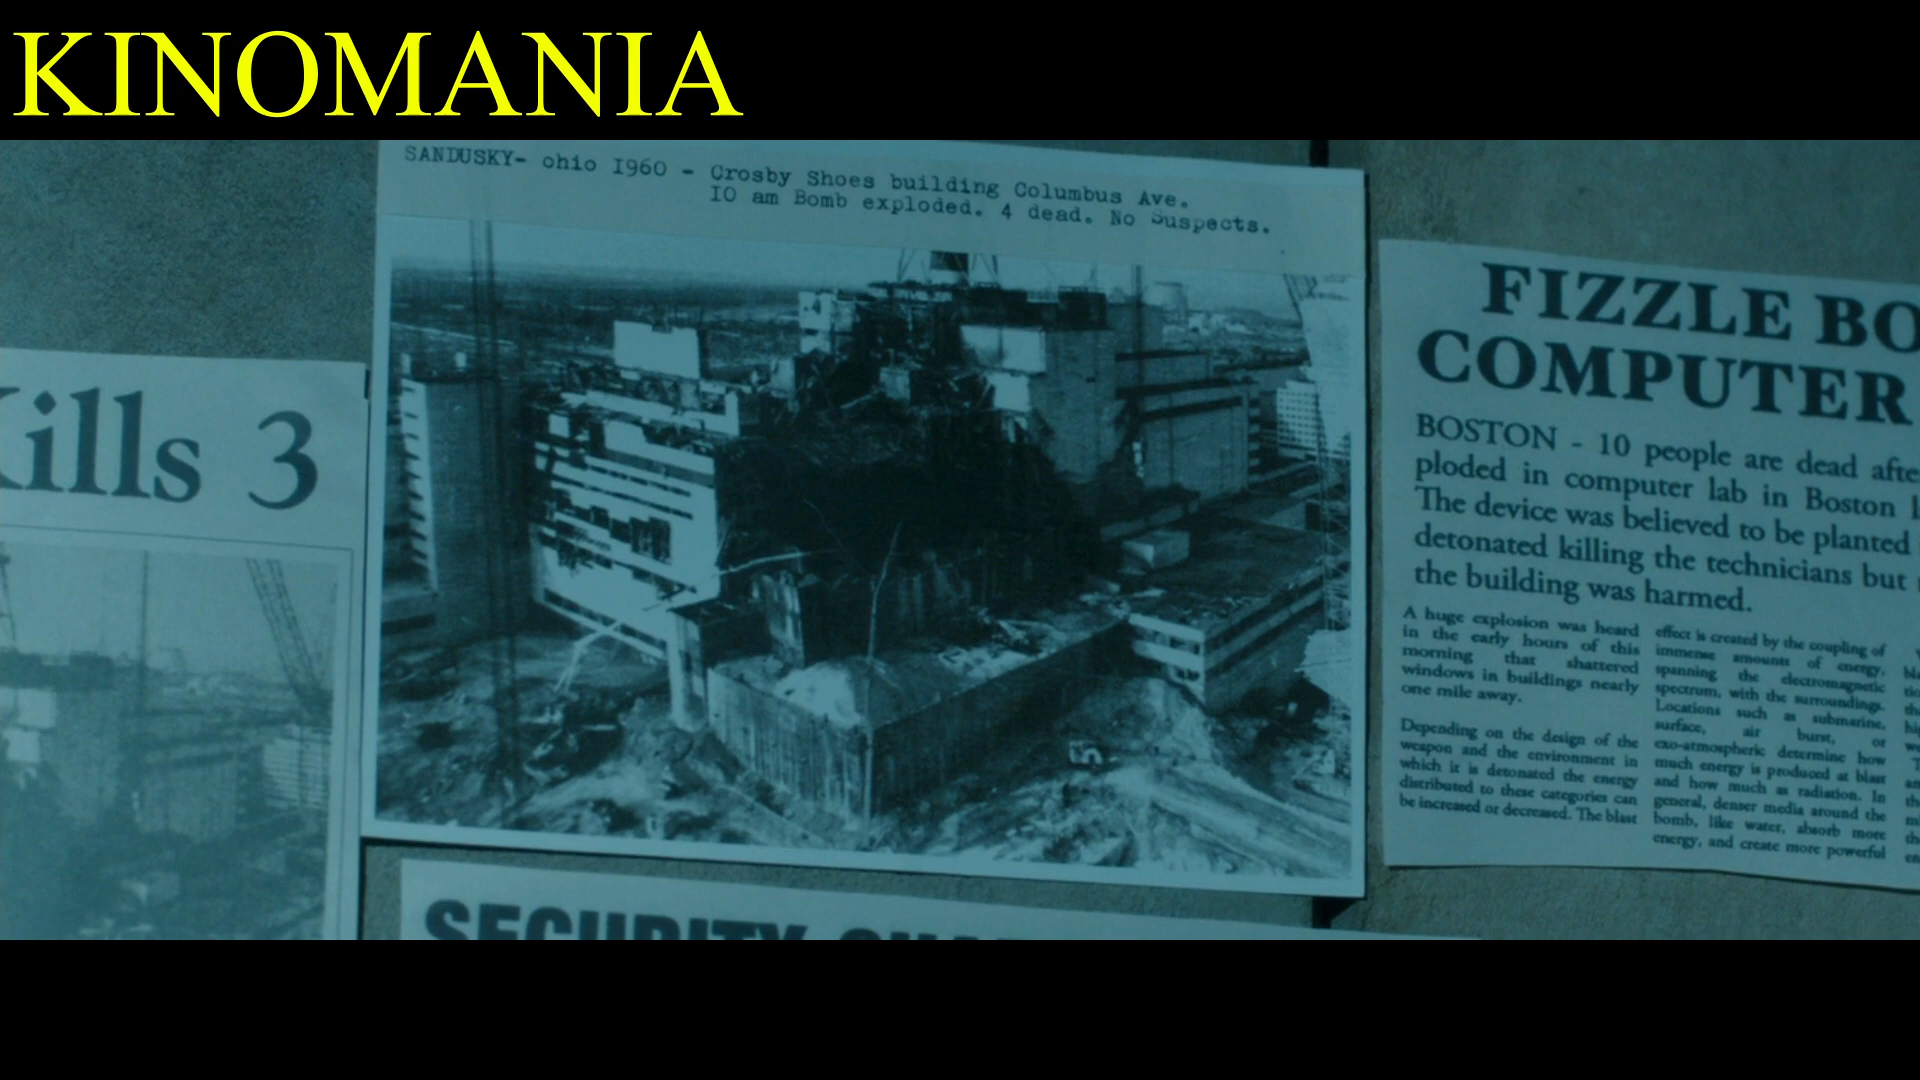 KINOMANIA
SANDUSKY- ohio I960 - Crosby Shoes building Columbus Ave.
IO am Bomb exploded. 4 dead. No Suspects.
Kills 3
FIZZLE BO
COMPUTER
BOSTON - 10 people are dead afte
ploded in computer lab in Boston
The device was believed to be planted
detonated killing the technicians but
the building was harmed.
A huge explosion was heard
in the early hours of this
morning that shattered
windows in buildings nearly
one mile away.
Depending on the design of the
weapon and the environment in
which it is detonated the energy
distributed to these categories can
be increased or decreased. The blast
effect is created by the coupling of
immense amounts of energy,
spanning the electromagnetic
spectrum, with the surroundings.
Locations such as submarine,
surface, air burst, or
exo-atmospheric determine how
much energy is produced at blast
and how much as radiation. In
general, denser media around the
bomb, like water, absorb more
energy, and create more powerful
SECURITY